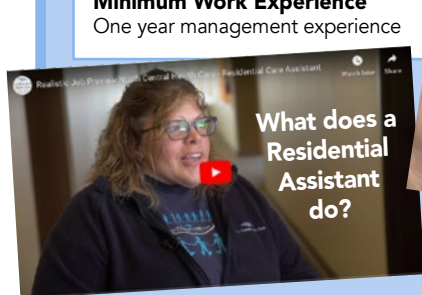 Minimum Work Experience
One year management experience
Realistic Job Preview North Central Health Care - Residential Care Assistant
Watch later
Share
What does a
Residential
Assistant
do?